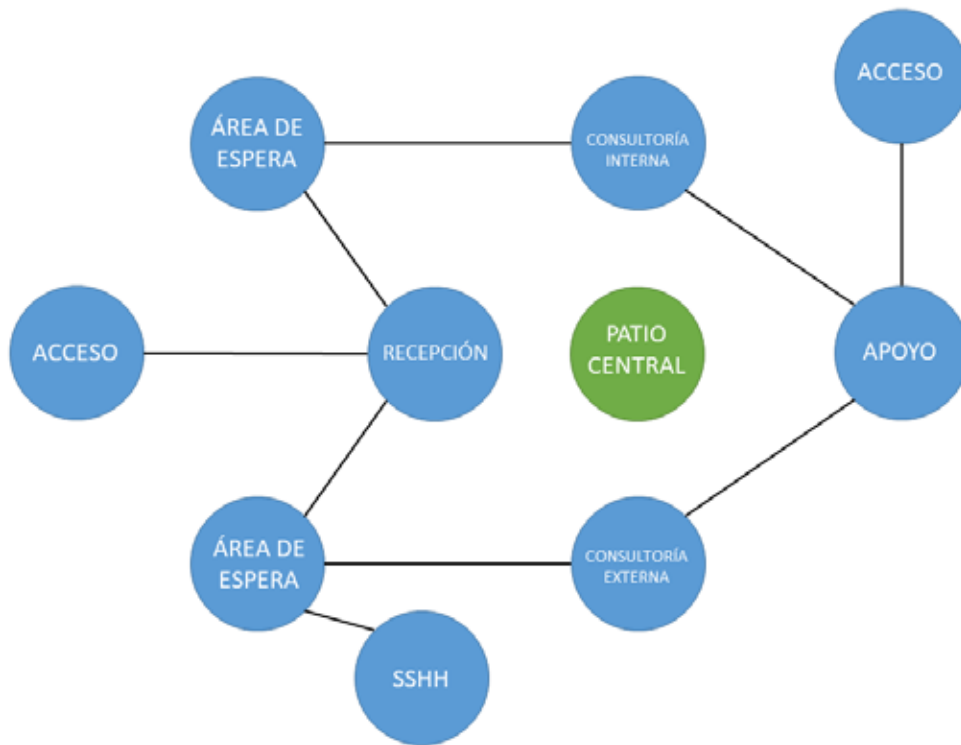 ACCESO
ÁREA DE
ESPERA
CONSULTORÍA
INTERNA
ACCESO
RECEPCIÓN
PATIO
CENTRAL
APOYO
ÁREA DE
ESPERA
CONSULTORÍA
EXTERNA
SSHH